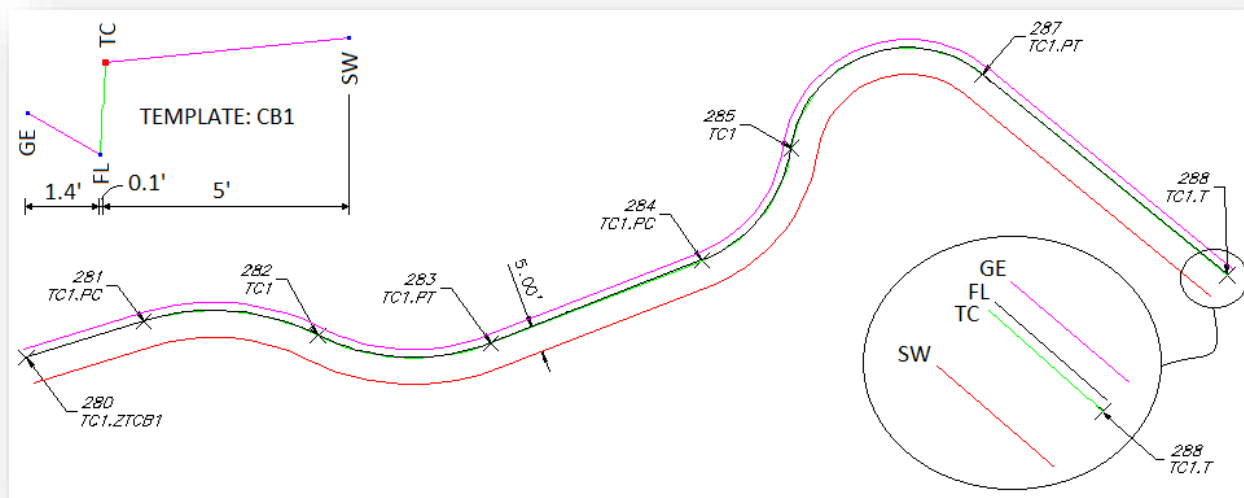 TC
SW
GE
FL
TEMPLATE: CB1
1.4'
0.1'
5'
280
TC1.ZTCB1
281
TC1.PC
282
TC1
283
TC1.PT
5.00'
284
TC1.PC
285
TC1
287
TC1.PT
288
TC1.T
GE
FL
TC
SW
288
TC1.T